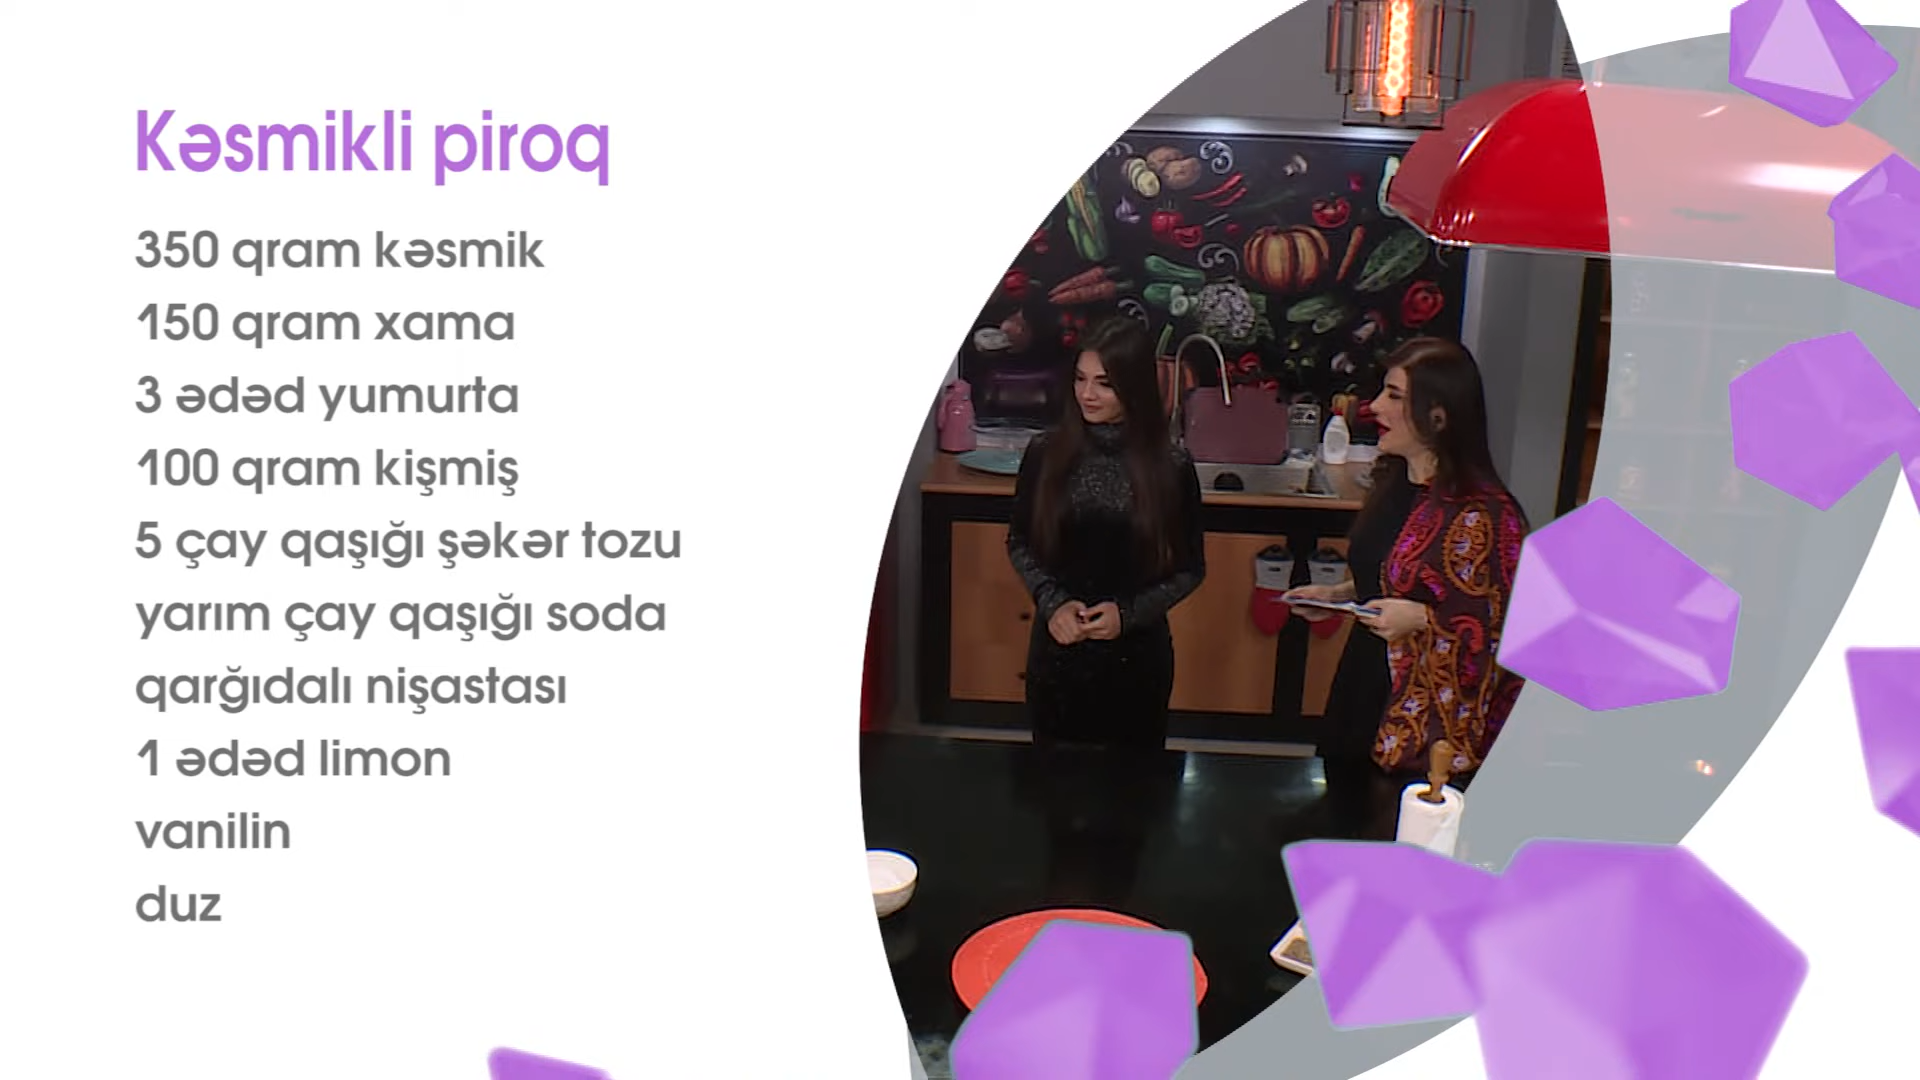 Kəsmikli piroq
350 qram kəsmik
150 qram xama
3 ədəd yumurta
100 qram kişmiş
5 çay qaşığı şəkər tozu
yarım çay qaşığı soda
qarğıdalı nişastası
1 ədəd limon
vanilin
duz